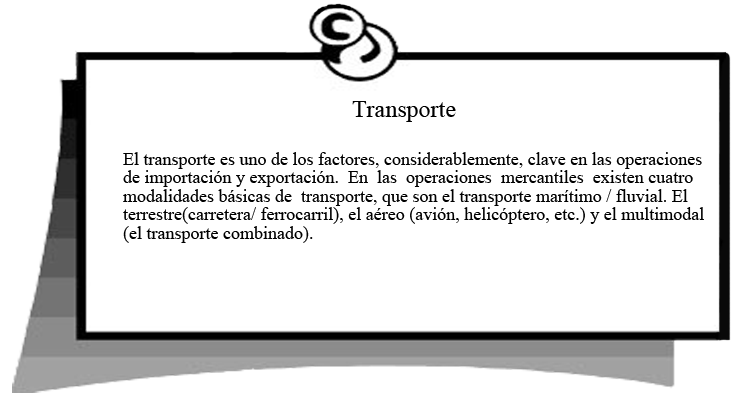 Transporte
El transporte es uno de los factores, considerablemente, clave en las operaciones
de importación y exportación. En las operaciones mercantiles existen cuatro
modalidades básicas de transporte, que son el transporte marítimo / fluvial. El
terrestre(carretera/ ferrocarril), el aéreo (avión, helicóptero, etc.) y el multimodal
(el transporte combinado).